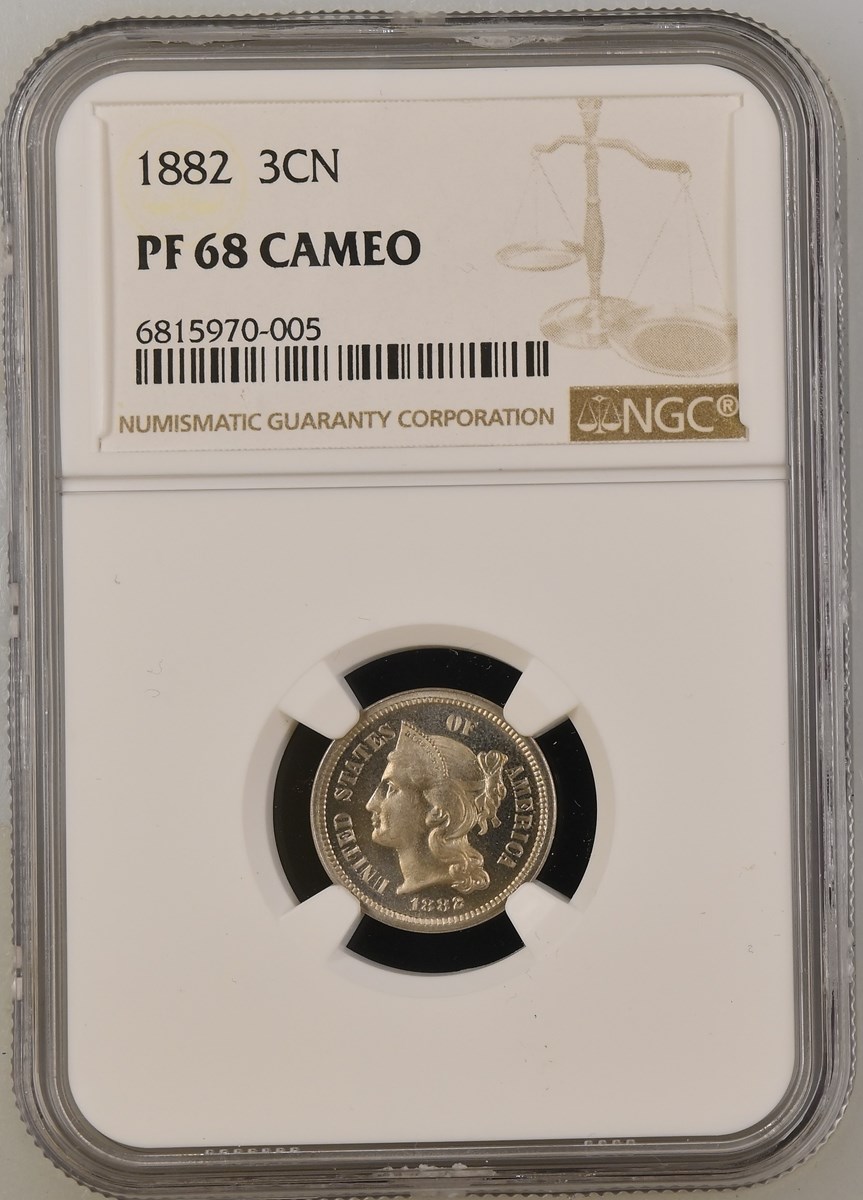 1882 3CN
PF 68 CAMEO
6815970-005
NUMISMATIC GUARANTY CORPORATION NGC®
UNITED STATES OF AMERICA
1882